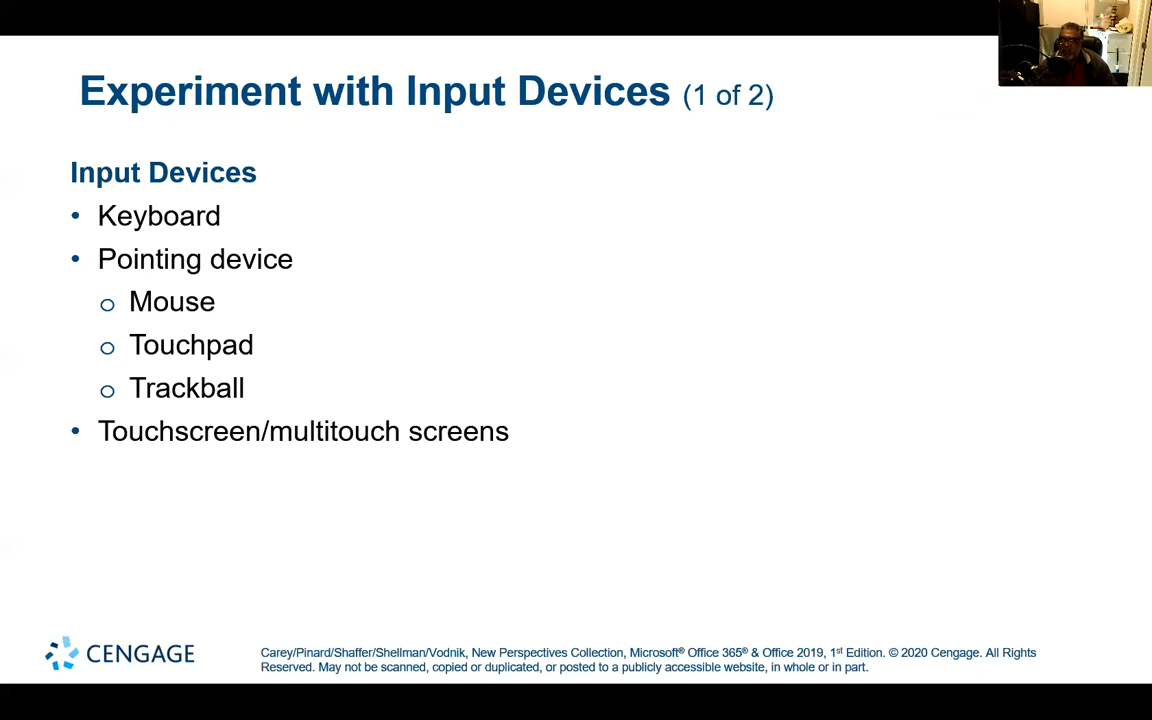 Experiment with Input Devices (1 of 2)
Input Devices
• Keyboard
• Pointing device
o Mouse
o Touchpad
o Trackball
• Touchscreen/multitouch screens
CENGAGE
Carey/Pinard/Shaffer/Shellman/Vodnik, New Perspectives Collection, Microsoft® Office 365® & Office 2019, 1st Edition. © 2020 Cengage. All Rights
Reserved. May not be scanned, copied or duplicated, or posted to a publicly accessible website, in whole or in part.